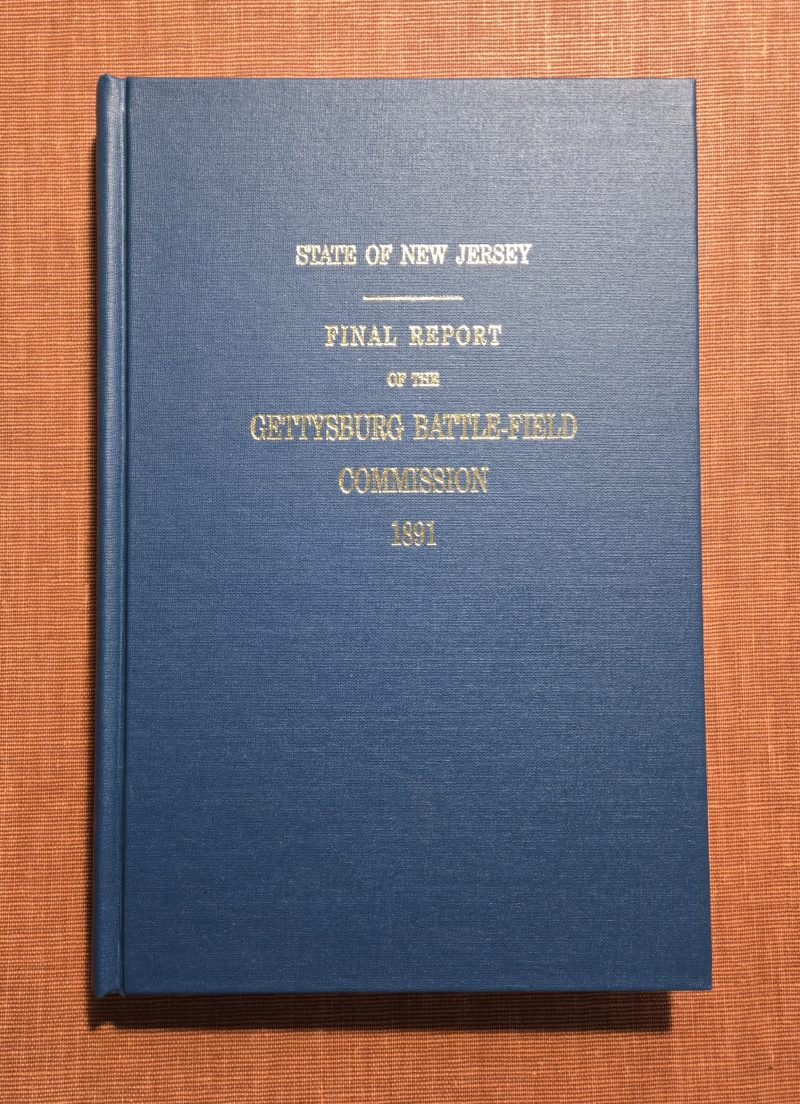 STATE OF NEW JERSEY
FINAL REPORT
OF THE
GETTYSBURG BATTLE-FIELD
COMMISSION
1891